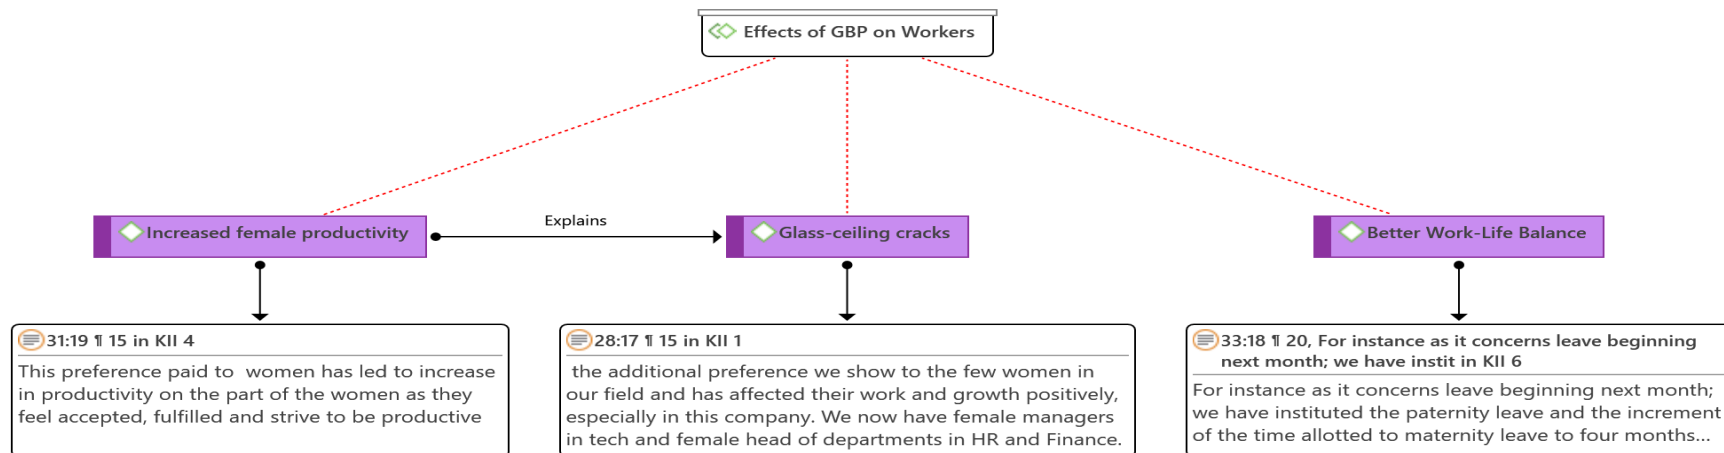 Effects of GBP on Workers
Explains
Increased female productivity
Glass-ceiling cracks
Better Work-Life Balance
31:19 ¶ 15 in KII 4
This preference paid to  women has led to increase
in productivity on the part of the women as they
feel accepted, fulfilled and strive to be productive
28:17 ¶ 15 in KII 1
the additional preference we show to the few women in
our field and has affected their work and growth positively,
especially in this company. We now have female managers
in tech and female head of departments in HR and Finance.
33:18 ¶ 20, For instance as it concerns leave beginning
next month; we have instit in KII 6
For instance as it concerns leave beginning next month;
we have instituted the paternity leave and the increment
of the time allotted to maternity leave to four months...